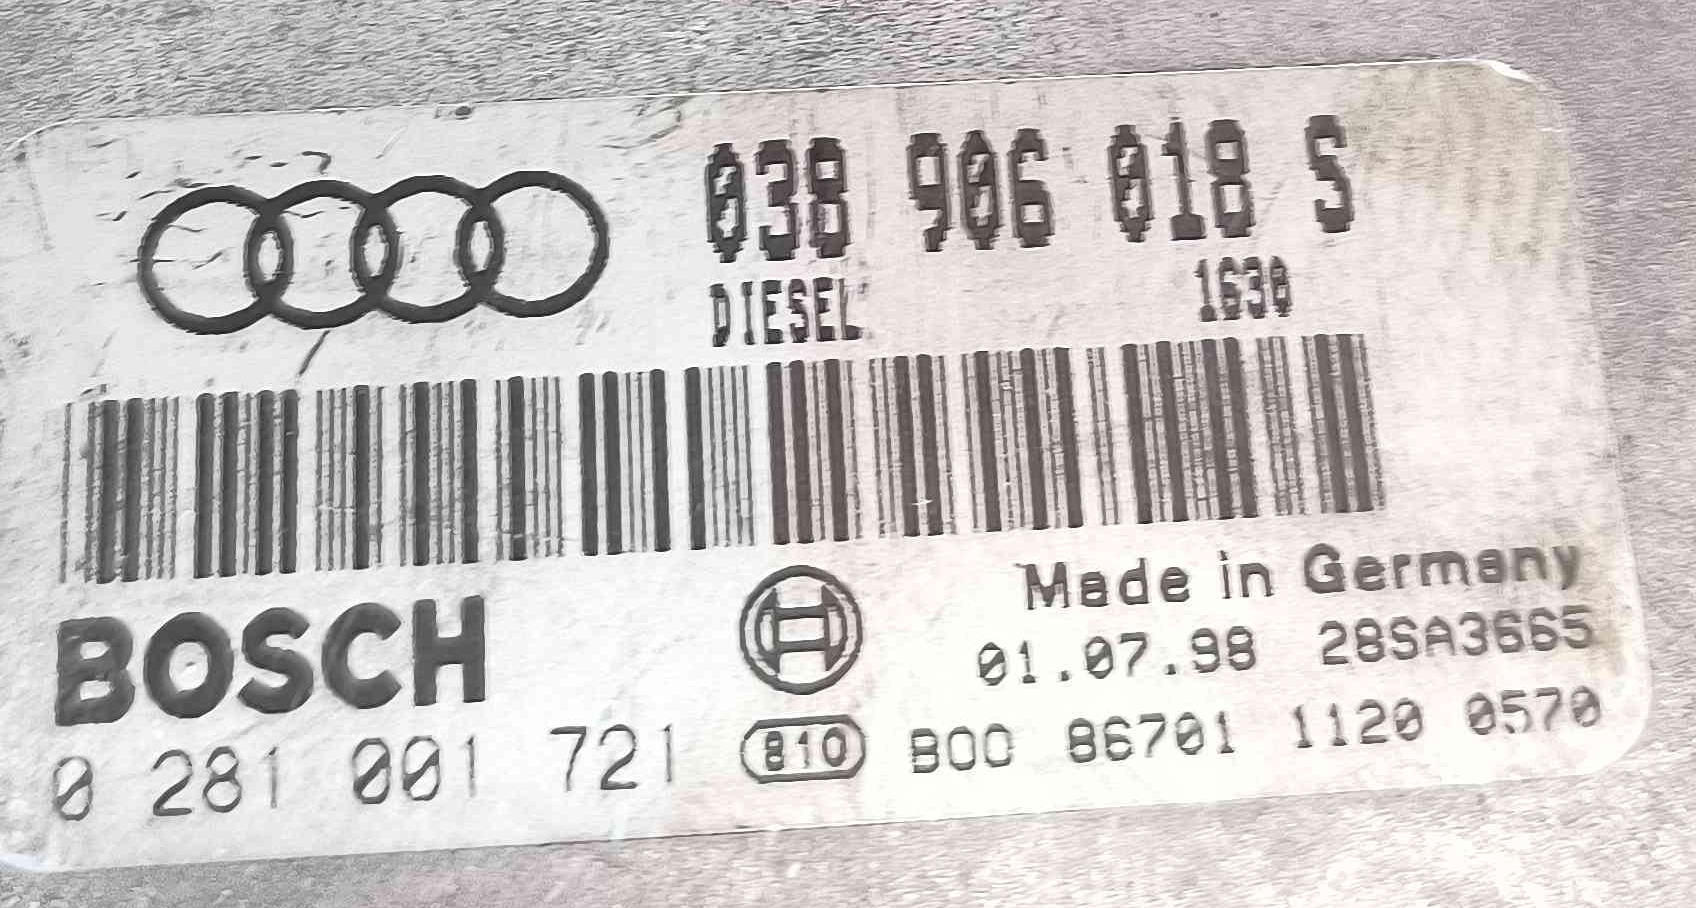 038 906 018 S
DIESEL 1630
BOSCH
Made in Germany
01.07.98 28SA3665
0 281 001 721 810 B00 86701 1120 0570